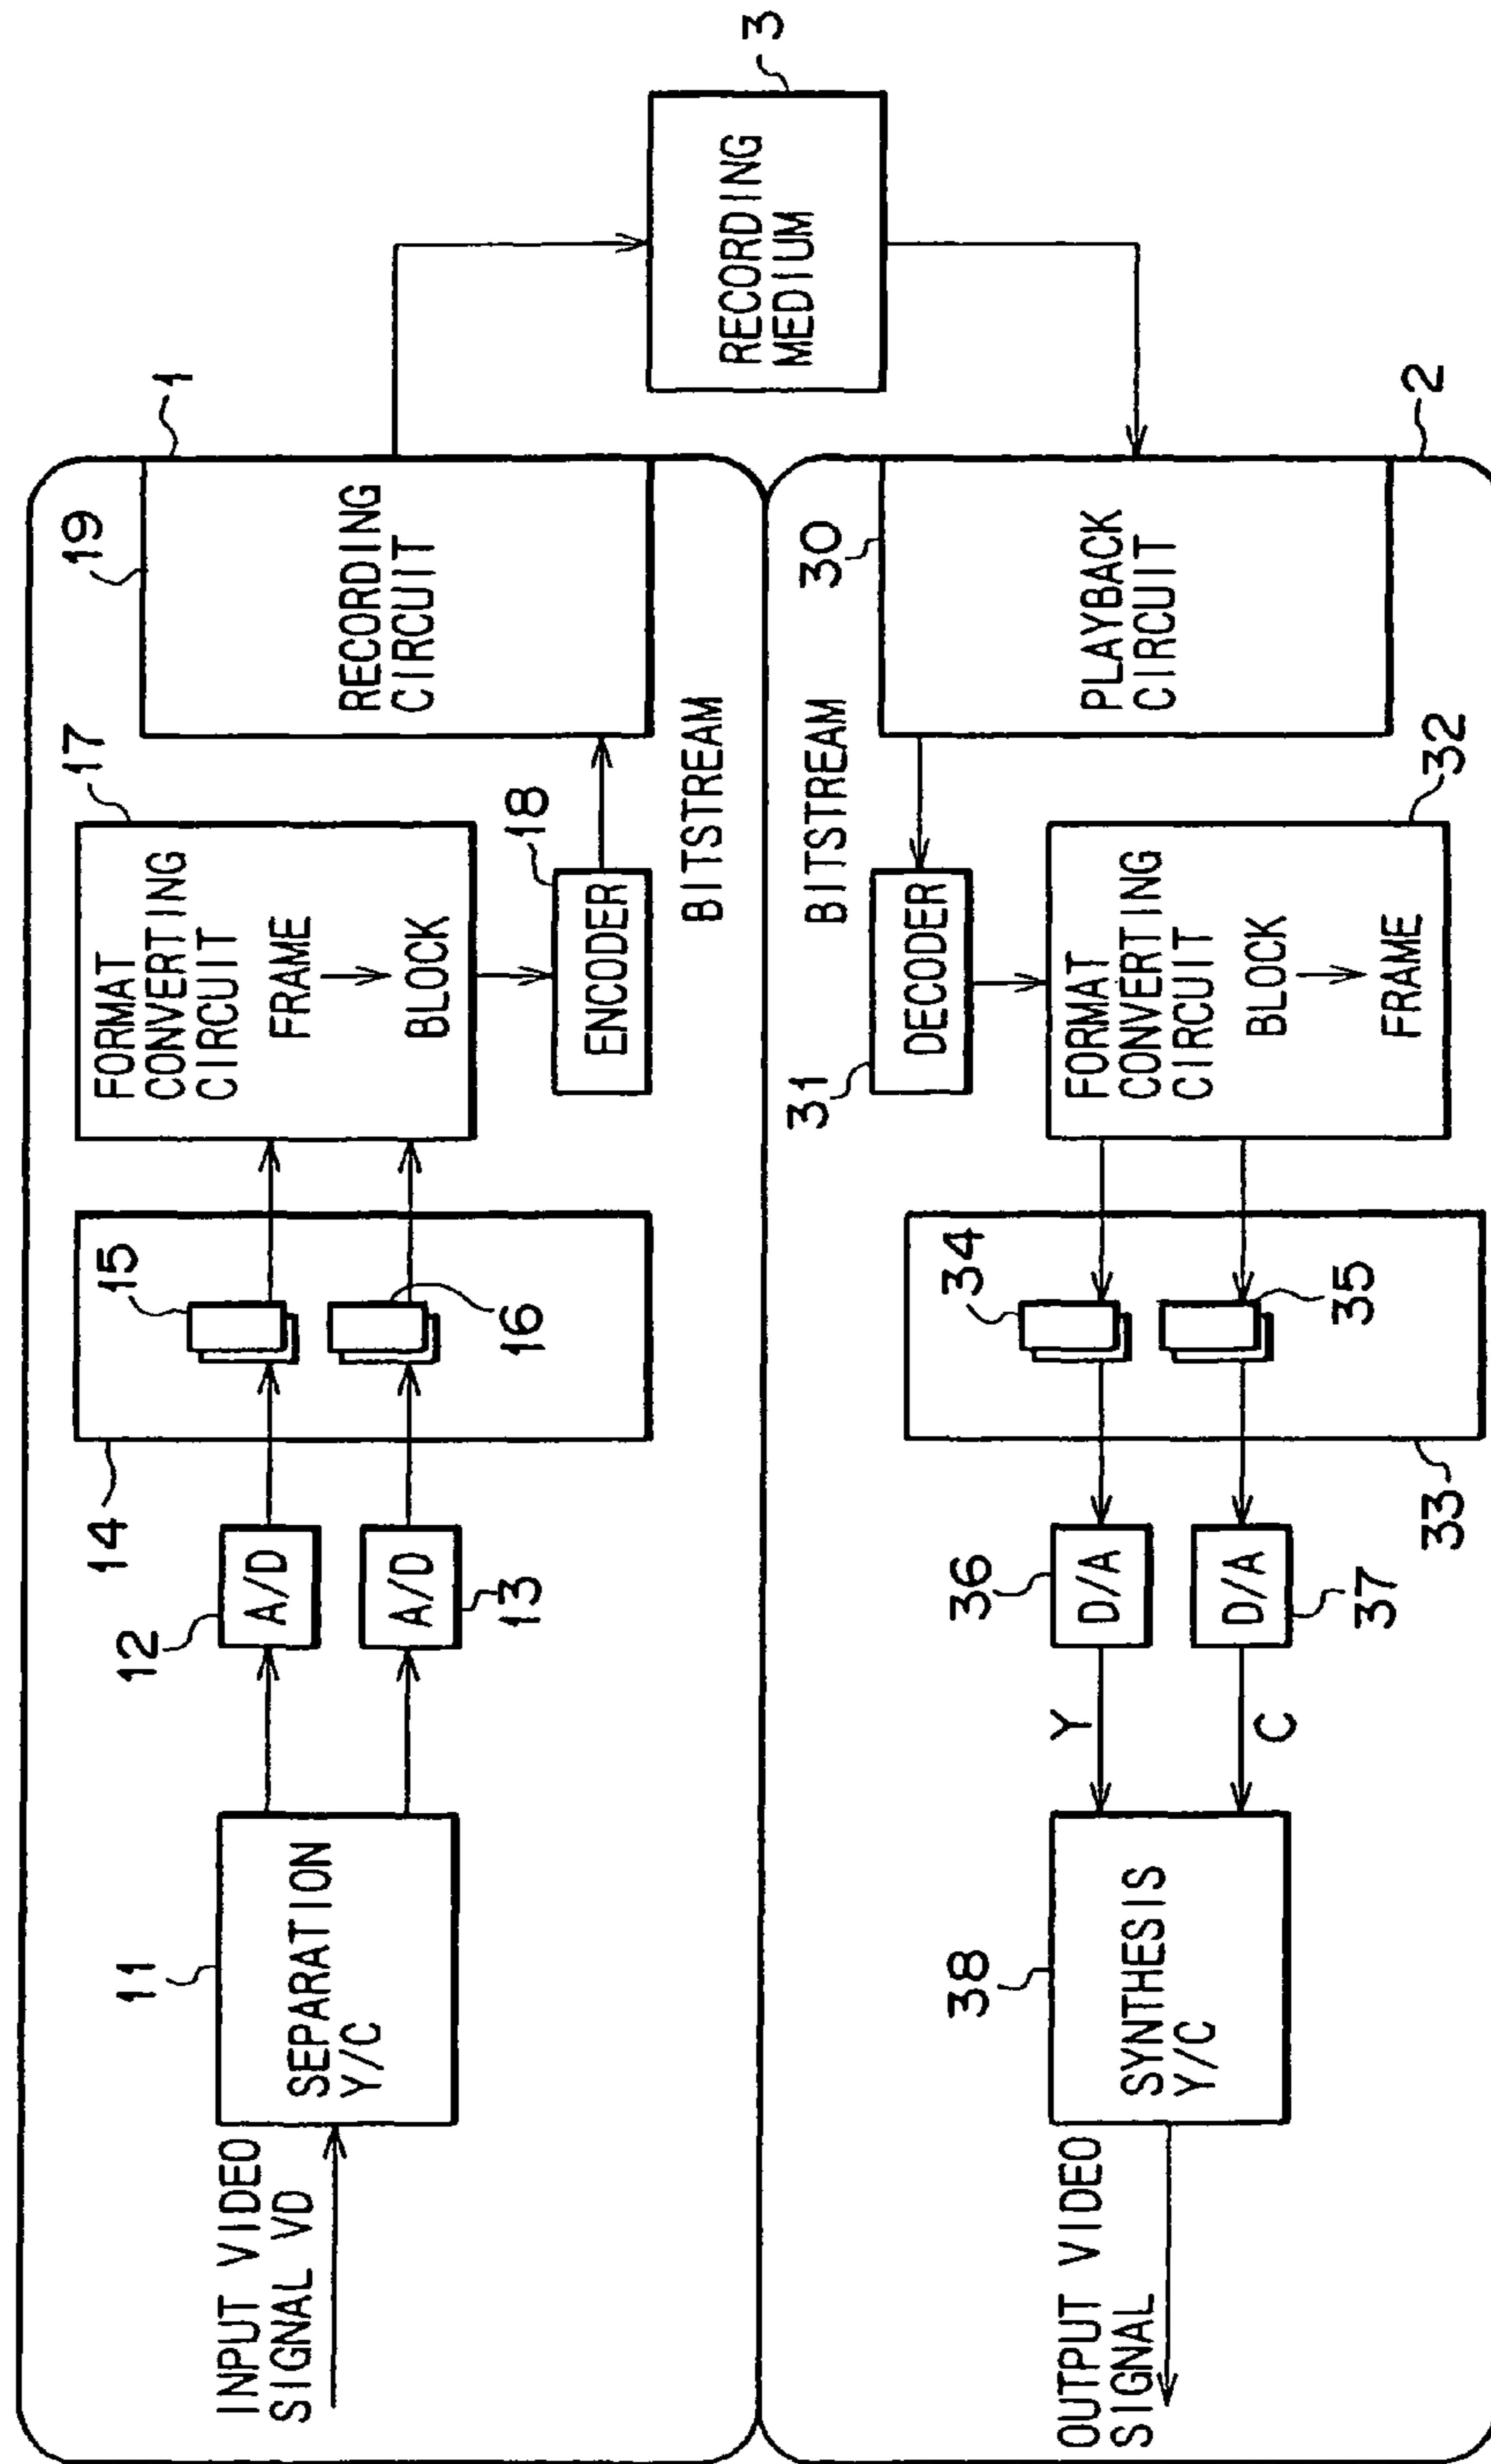 INPUT VIDEO
SIGNAL VD
11
SEPARATION
Y/C
12
A/D
A/D
13
14
15
16
17
FORMAT
CONVERTING
CIRCUIT
FRAME
BLOCK
18
ENCODER
BITSTREAM
19
RECORDING
CIRCUIT
1
3
RECORDING
MEDIUM
2
30
PLAYBACK
CIRCUIT
BITSTREAM
31
DECODER
32
FORMAT
CONVERTING
CIRCUIT
BLOCK
FRAME
33
34
35
36
D/A
D/A
37
Y
C
38
SYNTHESIS
Y/C
OUTPUT VIDEO
SIGNAL